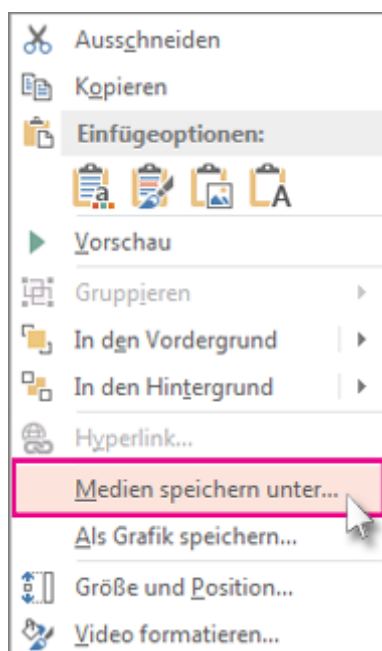 Ausschneiden
Kopieren
Einfügeoptionen:
Vorschau
Gruppieren
In den Vordergrund
In den Hintergrund
Hyperlink...
Medien speichern unter...
Als Grafik speichern...
Größe und Position...
Video formatieren...